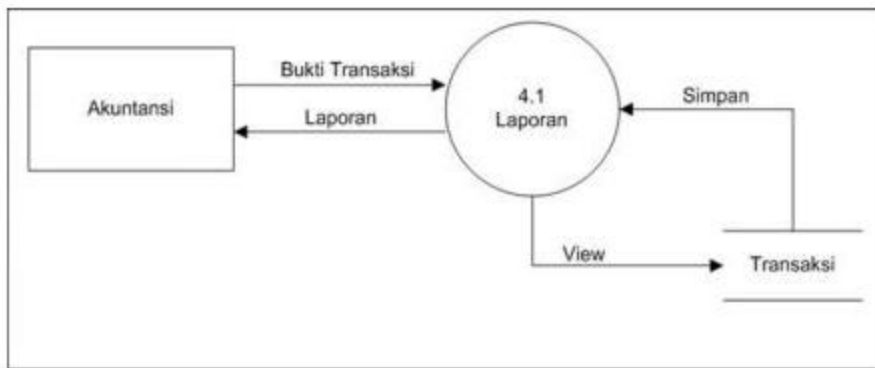 Akuntansi
Bukti Transaksi
Laporan
4.1
Laporan
Simpan
View
Transaksi